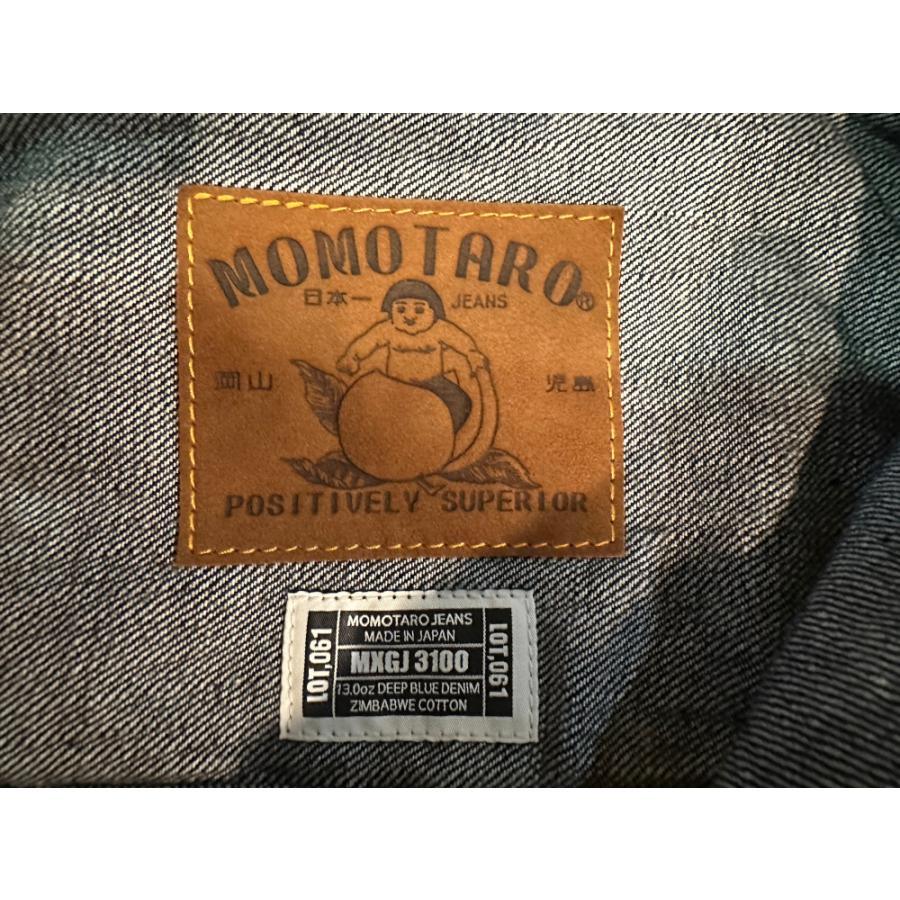 MOMOTARO®
日本一 JEANS
岡山 児島
POSITIVELY SUPERIOR
LOT,061
MOMOTARO JEANS
MADE IN JAPAN
MXGJ 3100
13.0oz DEEP BLUE DENIM
ZIMBABWE COTTON
LOT.061